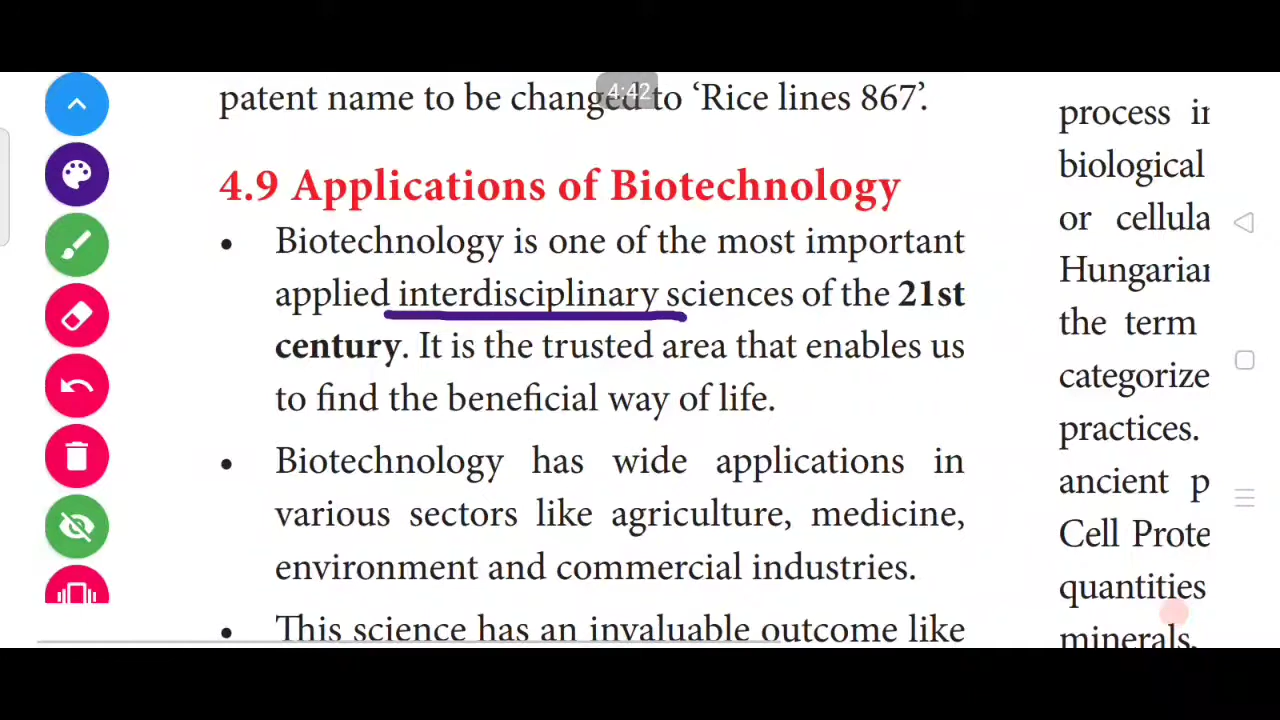 patent name to be changed to ‘Rice lines 867’.
4:42
4.9 Applications of Biotechnology
• Biotechnology is one of the most important
applied interdisciplinary sciences of the 21st
century. It is the trusted area that enables us
to find the beneficial way of life.
• Biotechnology has wide applications in
various sectors like agriculture, medicine,
environment and commercial industries.
• This science has an invaluable outcome like
process
biological
or cellula
Hungarian
the term
categorize
practices.
ancient p
Cell Prote
quantities
minerals.